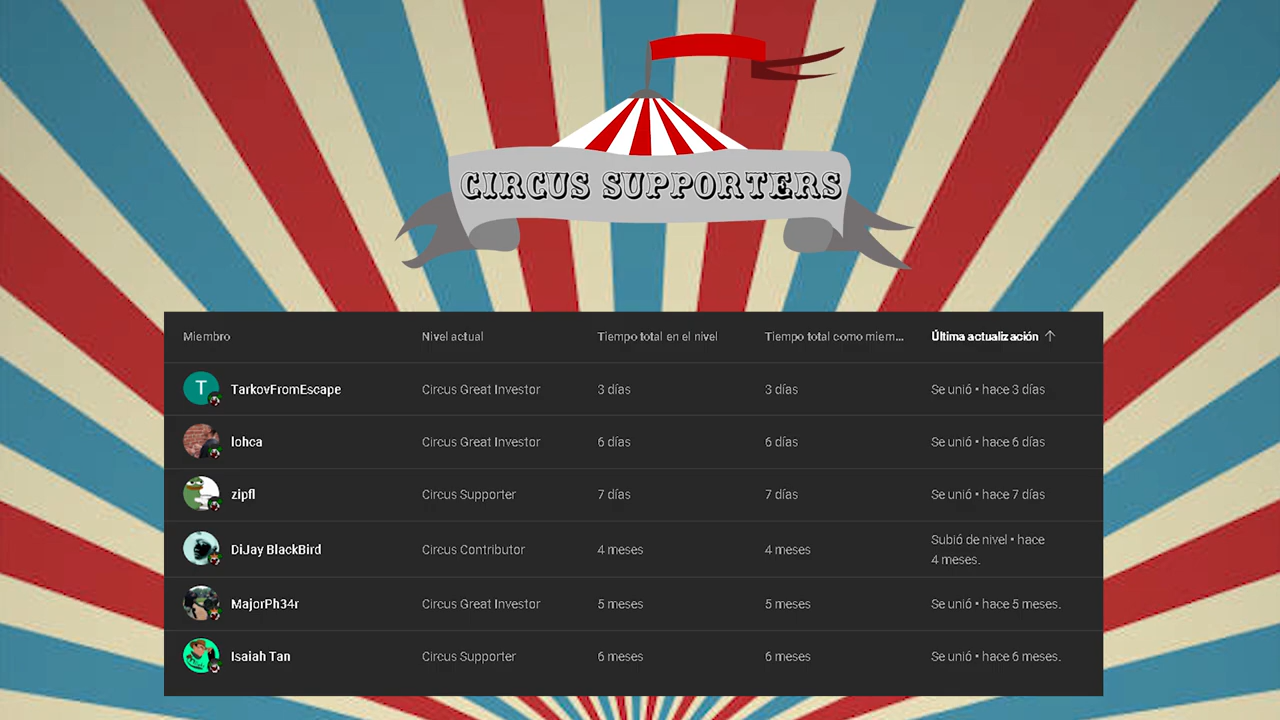 CIRCUS SUPPORTERS
Miembro Nivel actual Tiempo total en el nivel Tiempo total como miem... Última actualización ↑
T TarkovFromEscape Circus Great Investor 3 días 3 días Se unió • hace 3 días
lohca Circus Great Investor 6 días 6 días Se unió • hace 6 días
zipfl Circus Supporter 7 días 7 días Se unió • hace 7 días
DiJay BlackBird Circus Contributor 4 meses 4 meses Subió de nivel • hace
4 meses.
MajorPh34r Circus Great Investor 5 meses 5 meses Se unió • hace 5 meses.
Isaiah Tan Circus Supporter 6 meses 6 meses Se unió • hace 6 meses.